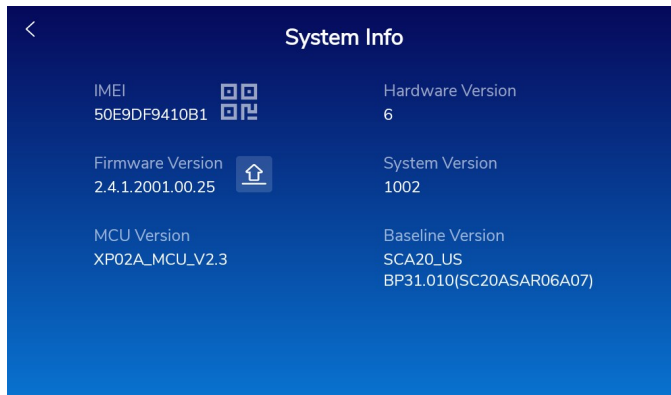 System Info
IMEI
50E9DF9410B1
Hardware Version
6
Firmware Version
2.4.1.2001.00.25
System Version
1002
MCU Version
XP02A_MCU_V2.3
Baseline Version
SCA20_US
BP31.010(SC20ASAR06A07)